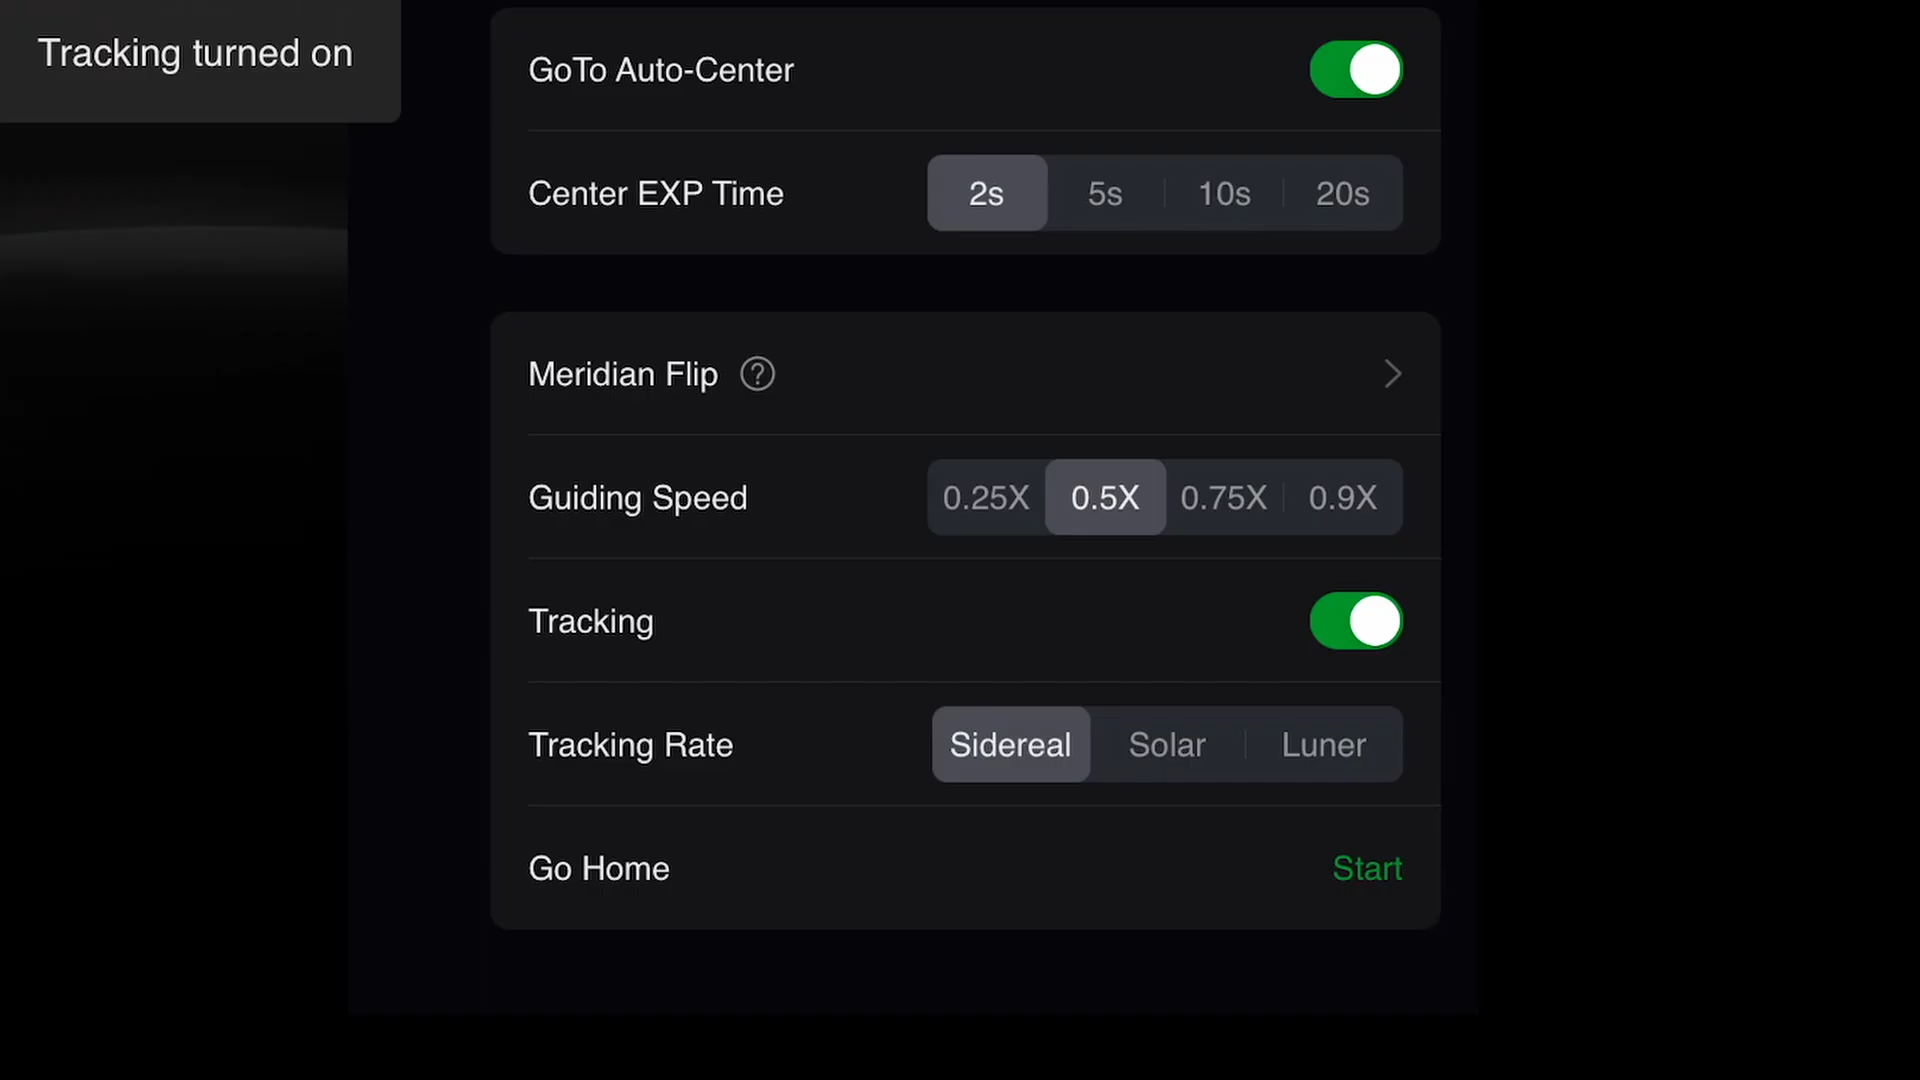 Tracking turned on
GoTo Auto-Center
Center EXP Time 2s 5s 10s 20s
Meridian Flip ?
Guiding Speed 0.25X 0.5X 0.75X 0.9X
Tracking
Tracking Rate Sidereal Solar Luner
Go Home Start